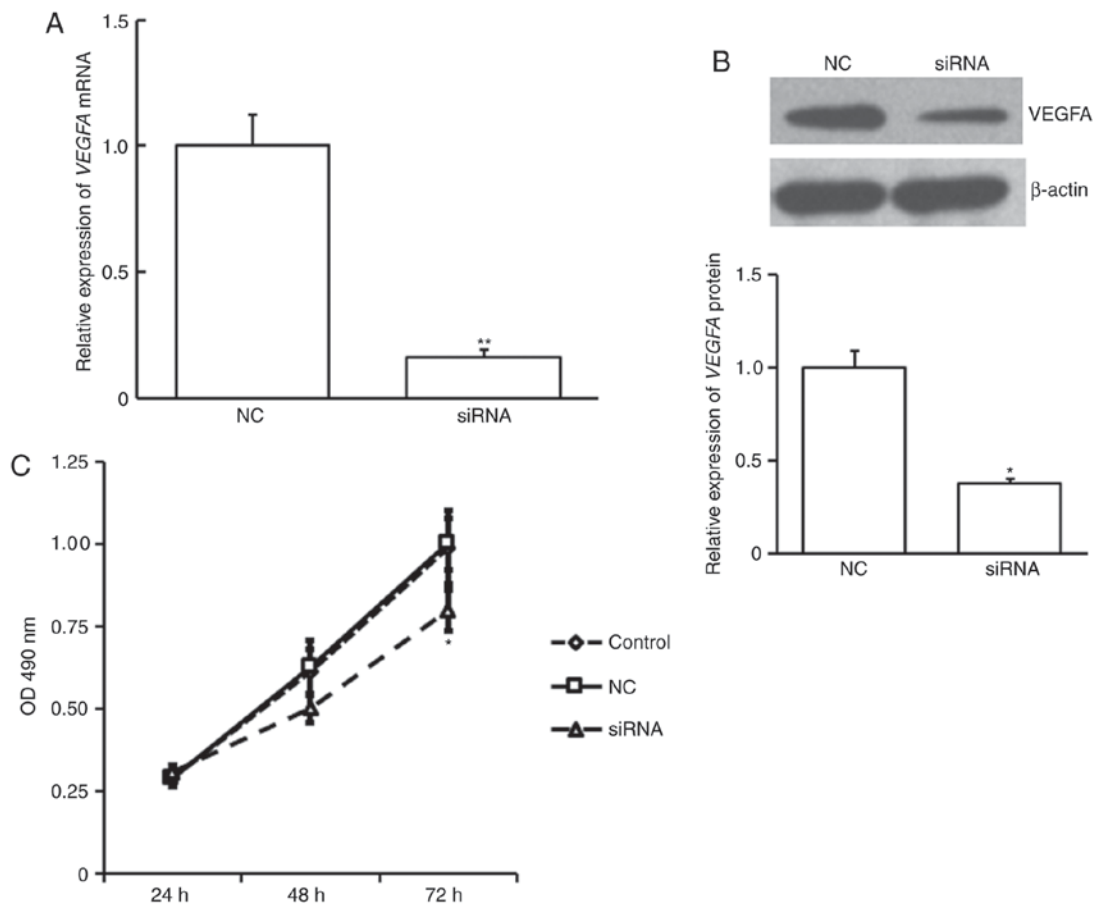 A
Relative expression of VEGFA mRNA
1.5
1.0
0.5
0
**
NC
siRNA
B
NC
siRNA
VEGFA
β-actin
Relative expression of VEGFA protein
1.5
1.0
0.5
0
*
NC
siRNA
C
OD 490 nm
1.25
1.00
0.75
0.50
0.25
0
*
24 h
48 h
72 h
Control
NC
siRNA